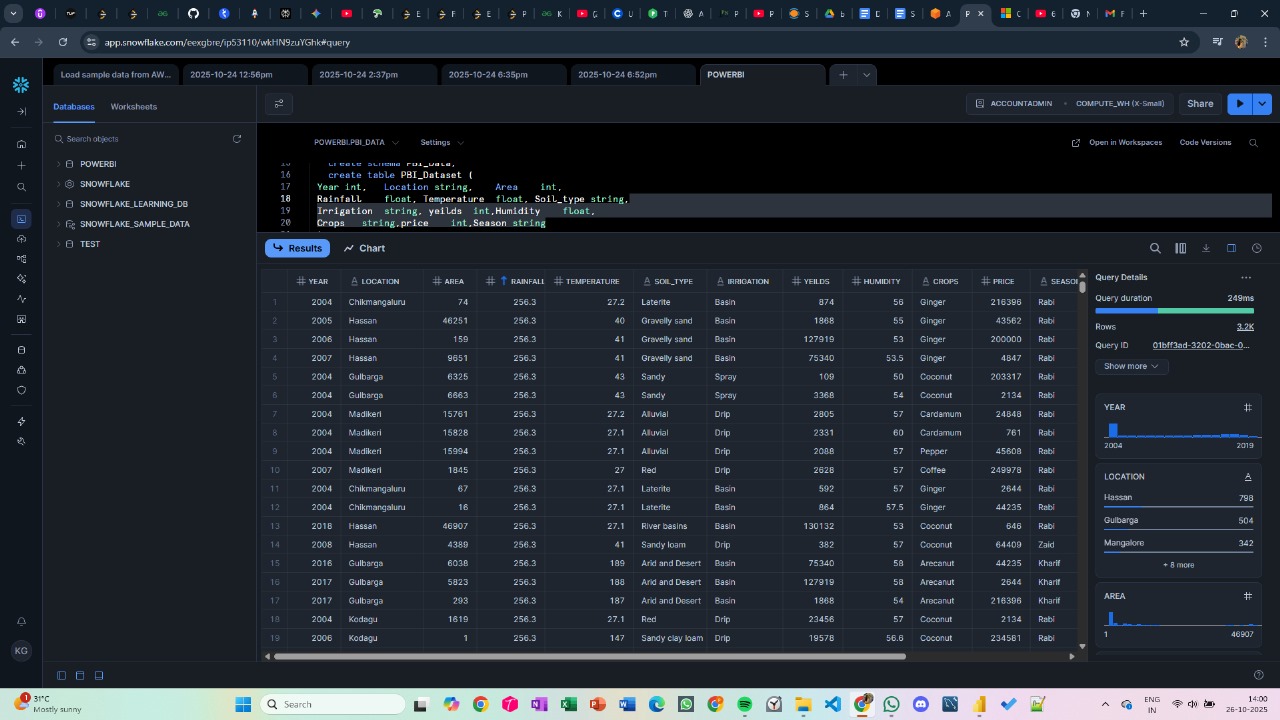 app.snowflake.com/eexgbre/ip53110/wkHN9zuYGhk#query
Load sample data from AW... 2025-10-24 12:56pm 2025-10-24 2:37pm 2025-10-24 6:35pm 2025-10-24 6:52pm POWERBI
Databases Worksheets
ACCOUNTADMIN COMPUTE_WH (X-Small) Share
Search objects
POWERBI
SNOWFLAKE
SNOWFLAKE_LEARNING_DB
SNOWFLAKE_SAMPLE_DATA
TEST
KG
POWERBI.PBI_DATA Settings Open in Workspaces Code Versions
15 create schema PBI_Data;
16 create table PBI_Dataset (
17 Year int, Location string, Area int,
18 Rainfall float, Temperature float, Soil_type string,
19 Irrigation string, yeilds int,Humidity float,
20 Crops string,price int,Season string
Results Chart
YEAR LOCATION AREA RAINFALL TEMPERATURE SOIL_TYPE IRRIGATION YEILDS HUMIDITY CROPS PRICE SEASO
1 2004 Chikmangaluru 74 256.3 27.2 Laterite Basin 874 56 Ginger 216396 Rabi
2 2005 Hassan 46251 256.3 40 Gravelly sand Basin 1868 55 Ginger 43562 Rabi
3 2006 Hassan 159 256.3 41 Gravelly sand Basin 127919 53 Ginger 200000 Rabi
4 2007 Hassan 9651 256.3 41 Gravelly sand Basin 75340 53.5 Ginger 4847 Rabi
5 2004 Gulbarga 6325 256.3 43 Sandy Spray 109 50 Coconut 203317 Rabi
6 2004 Gulbarga 6663 256.3 43 Sandy Spray 3368 54 Coconut 2134 Rabi
7 2004 Madikeri 15761 256.3 27.2 Alluvial Drip 2805 57 Cardamum 24848 Rabi
8 2004 Madikeri 15828 256.3 27.1 Alluvial Drip 2331 60 Cardamum 761 Rabi
9 2004 Madikeri 15994 256.3 27.1 Alluvial Drip 2088 57 Pepper 45608 Rabi
10 2007 Madikeri 1845 256.3 27 Red Drip 2628 57 Coffee 249978 Rabi
11 2004 Chikmangaluru 67 256.3 27.1 Laterite Basin 592 57 Ginger 2644 Rabi
12 2004 Chikmangaluru 16 256.3 27.1 Laterite Basin 864 57.5 Ginger 44235 Rabi
13 2018 Hassan 46907 256.3 27.1 River basins Basin 130132 53 Coconut 646 Rabi
14 2008 Hassan 4389 256.3 41 Sandy loam Drip 382 57 Coconut 64409 Zaid
15 2016 Gulbarga 6038 256.3 189 Arid and Desert Basin 75340 58 Arecanut 44235 Kharif
16 2017 Gulbarga 5823 256.3 188 Arid and Desert Basin 127919 58 Arecanut 2644 Kharif
17 2017 Gulbarga 293 256.3 187 Arid and Desert Basin 1868 54 Arecanut 216396 Kharif
18 2004 Kodagu 1619 256.3 27.1 Red Drip 23456 57 Coconut 2134 Rabi
19 2006 Kodagu 1 256.3 147 Sandy clay loam Drip 19578 56.6 Coconut 234581 Rabi
Query Details ...
Query duration 249ms
Rows 3.2K
Query ID 01bff3ad-3202-0bac-0...
Show more
YEAR
2004 2019
LOCATION
Hassan 798
Gulbarga 504
Mangalore 342
+ 8 more
AREA
1 46907
1 31°C
Mostly sunny
Search
ENG
IN
14:00
26-10-2025